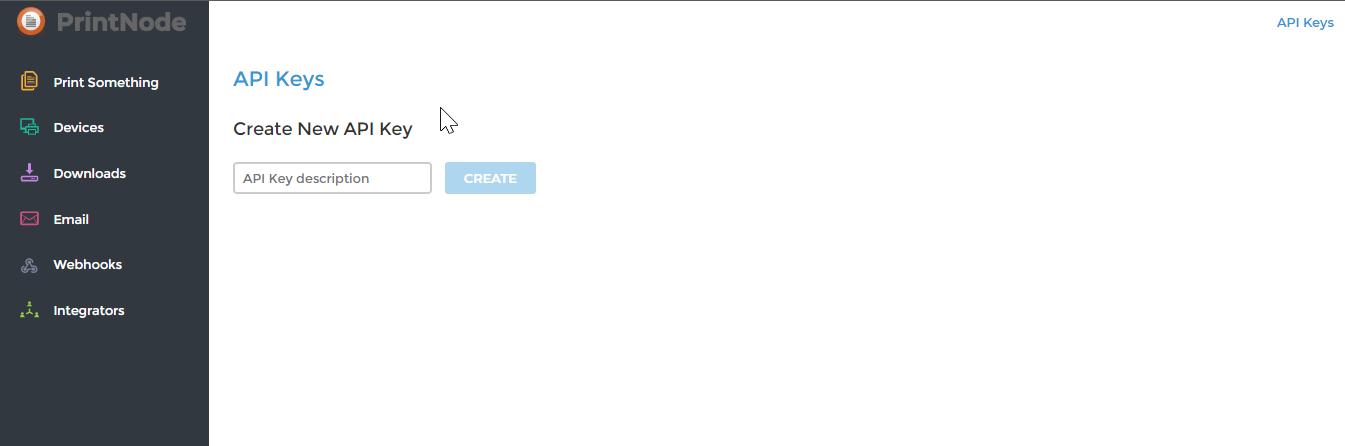 PrintNode
API Keys
Print Something
Devices
Downloads
Email
Webhooks
Integrators
API Keys
Create New API Key
API Key description
CREATE